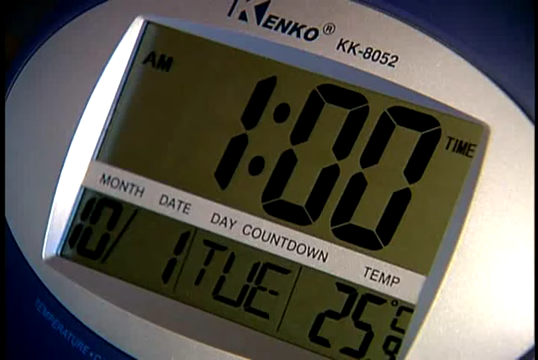 KENKO® KK-8052
AM
1:00 TIME
MONTH DATE DAY COUNTDOWN TEMP
10/ 1 TUE 25°C